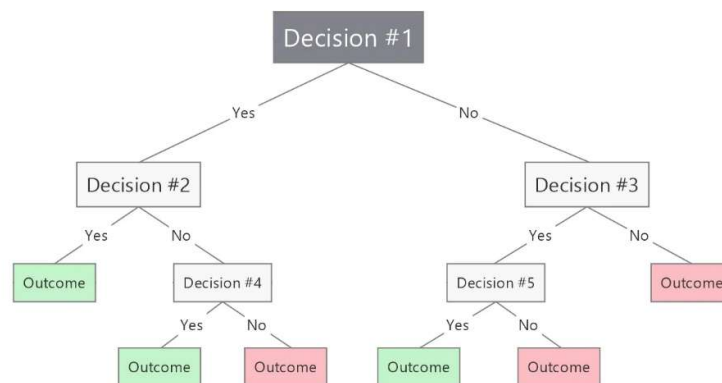 Decision #1
Yes
No
Decision #2
Decision #3
Yes
No
Yes
No
Outcome
Decision #4
Decision #5
Outcome
Yes
No
Yes
No
Outcome
Outcome
Outcome
Outcome